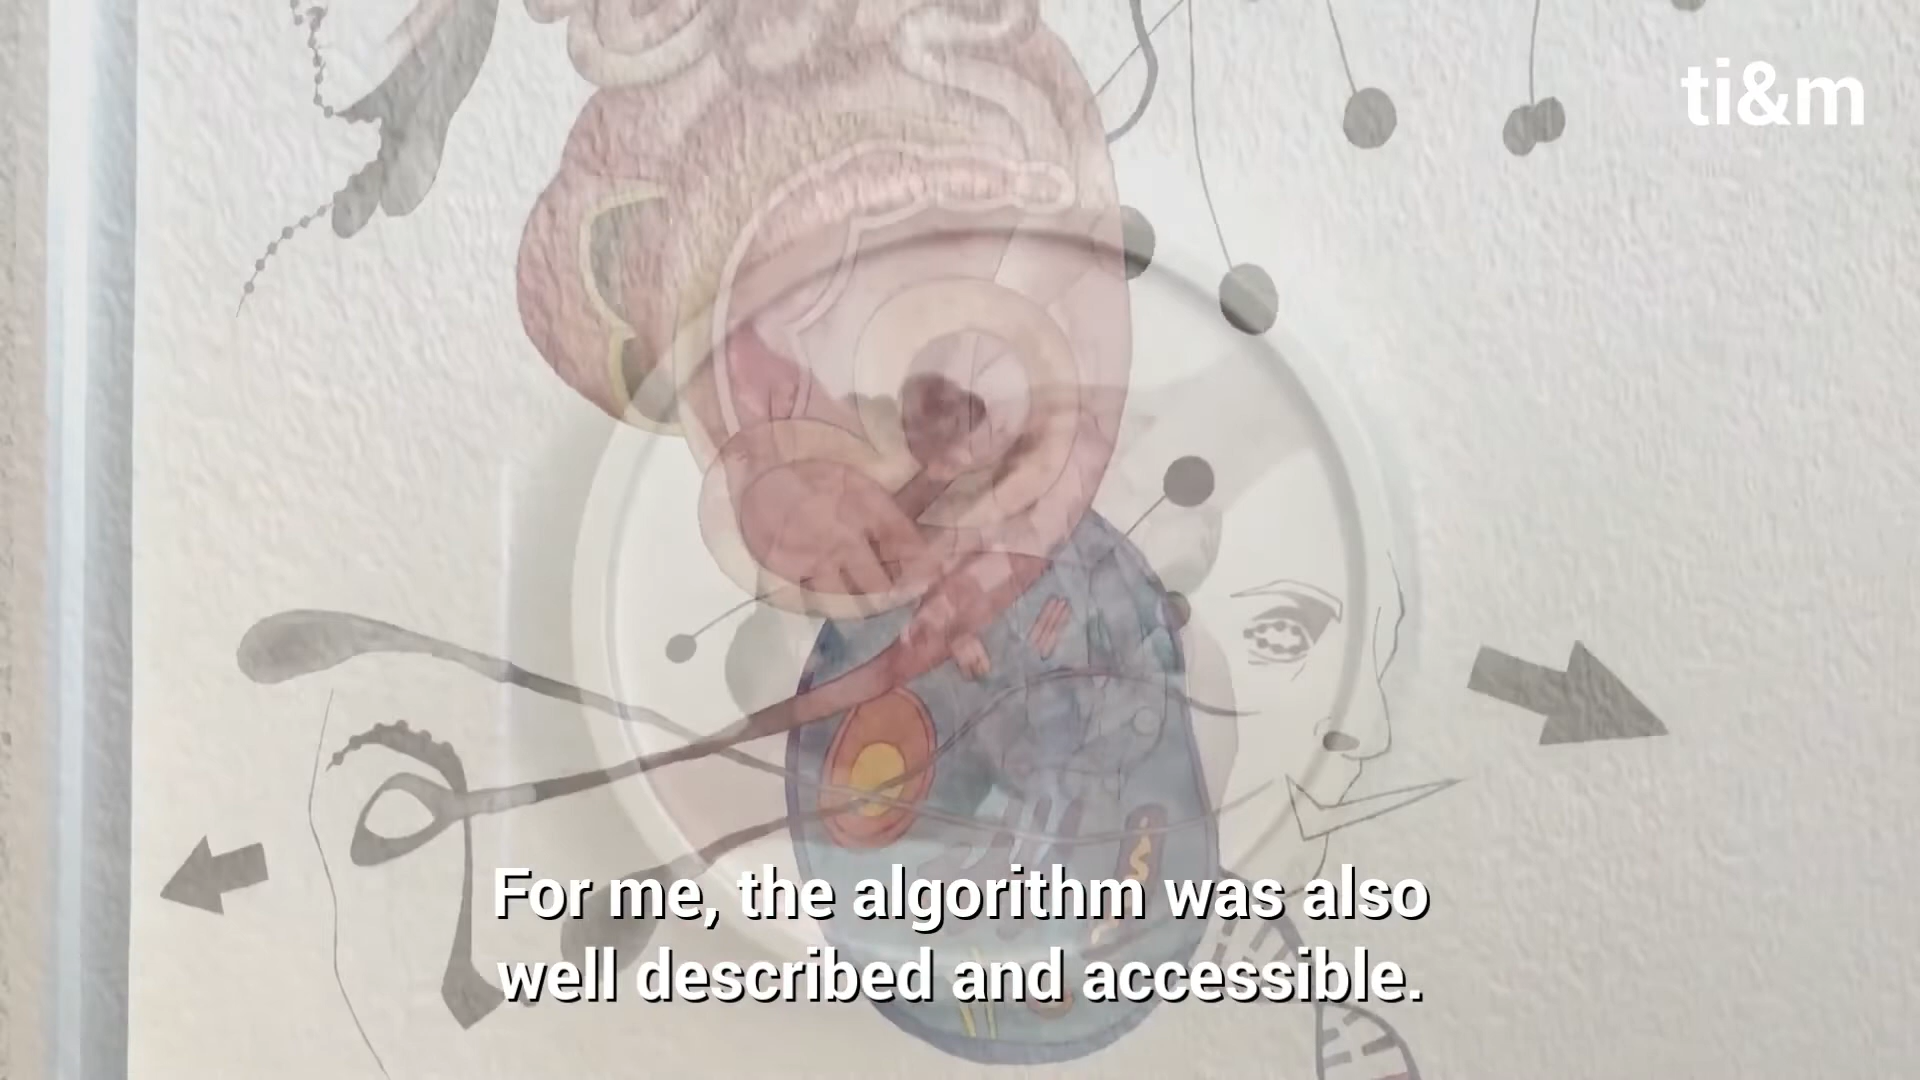 ti&m
For me, the algorithm was also
well described and accessible.